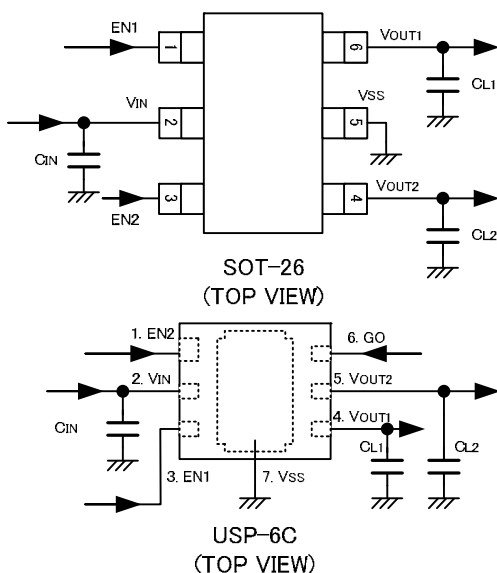 EN1
1
6
VOUT1
CL1
VIN
2
VSS
5
CIN
EN2
3
4
VOUT2
CL2
SOT-26
(TOP VIEW)
1. EN2
6. GO
2. VIN
5. VOUT2
4. VOUT1
CIN
CL1
CL2
3. EN1
7. VSS
USP-6C
(TOP VIEW)